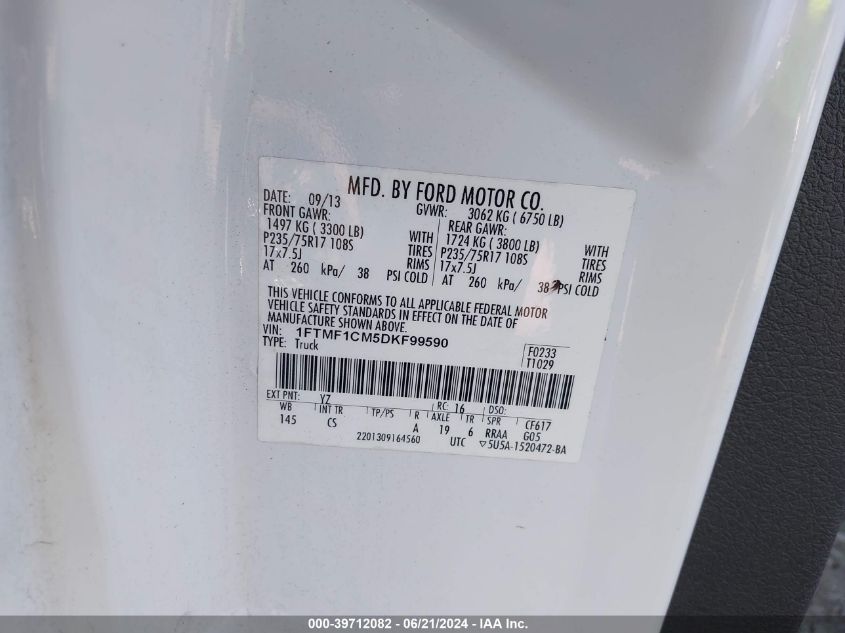 MFD. BY FORD MOTOR CO.
DATE: 09/13 GVWR: 3062 KG ( 6750 LB)
FRONT GAWR: REAR GAWR:
1497 KG ( 3300 LB) WITH 1724 KG ( 3800 LB) WITH
P235/75R17 108S TIRES P235/75R17 108S TIRES
17x7.5J RIMS 17x7.5J RIMS
AT 260 kPa/ 38 PSI COLD AT 260 kPa/ 38 PSI COLD
THIS VEHICLE CONFORMS TO ALL APPLICABLE FEDERAL MOTOR
VEHICLE SAFETY STANDARDS IN EFFECT ON THE DATE OF
MANUFACTURE SHOWN ABOVE.
VIN: 1FTMF1CM5DKF99590
TYPE: Truck
F0233
T1029
EXT PNT: YZ RC: 16 DSO:
WB INT TR TP/PS R AXLE TR SPR CF617
145 CS A 19 6 RRAA G05
2201309164560 UTC ▽5U5A-1520472-BA
000-39712082 - 06/21/2024 - IAA Inc.